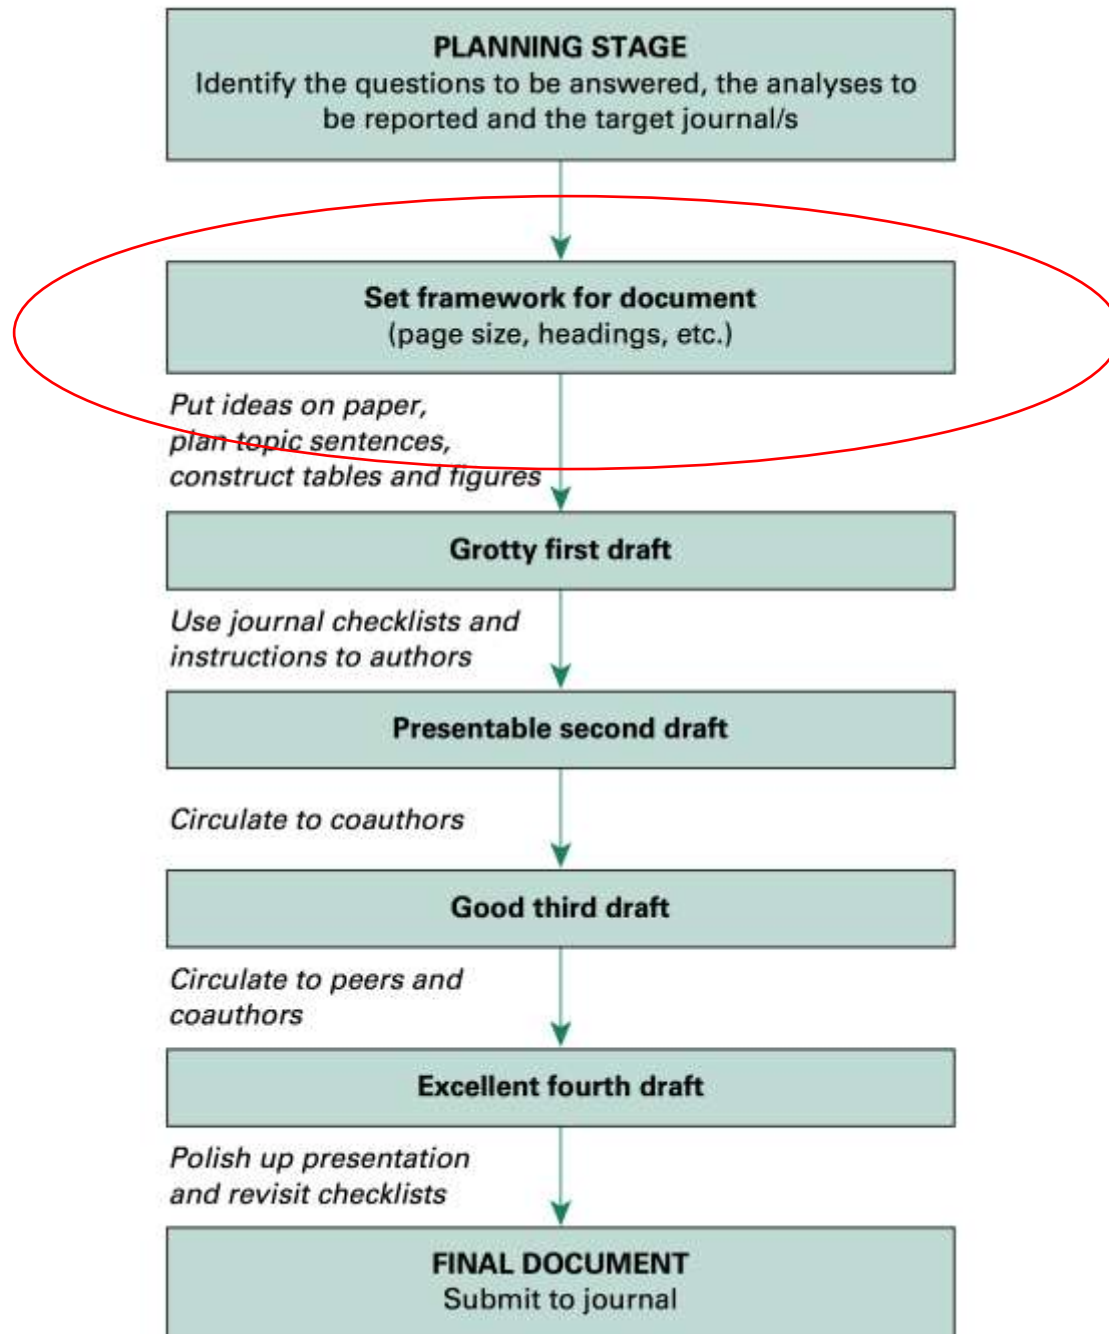 PLANNING STAGE
Identify the questions to be answered, the analyses to
be reported and the target journal/s
Set framework for document
(page size, headings, etc.)
Put ideas on paper,
plan topic sentences,
construct tables and figures
Grotty first draft
Use journal checklists and
instructions to authors
Presentable second draft
Circulate to coauthors
Good third draft
Circulate to peers and
coauthors
Excellent fourth draft
Polish up presentation
and revisit checklists
FINAL DOCUMENT
Submit to journal